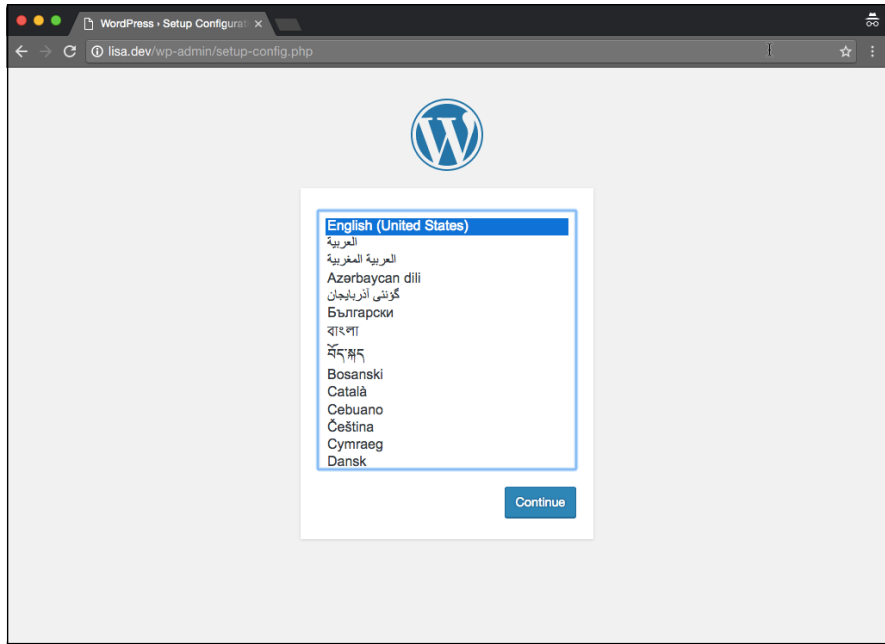 WordPress › Setup Configurati
lisa.dev/wp-admin/setup-config.php
English (United States)
العربية
العربية المغربية
Azərbaycan dili
گؤنئی آذربایجان
Български
বাংলা
བོད་སྐད
Bosanski
Català
Cebuano
Čeština
Cymraeg
Dansk
Continue